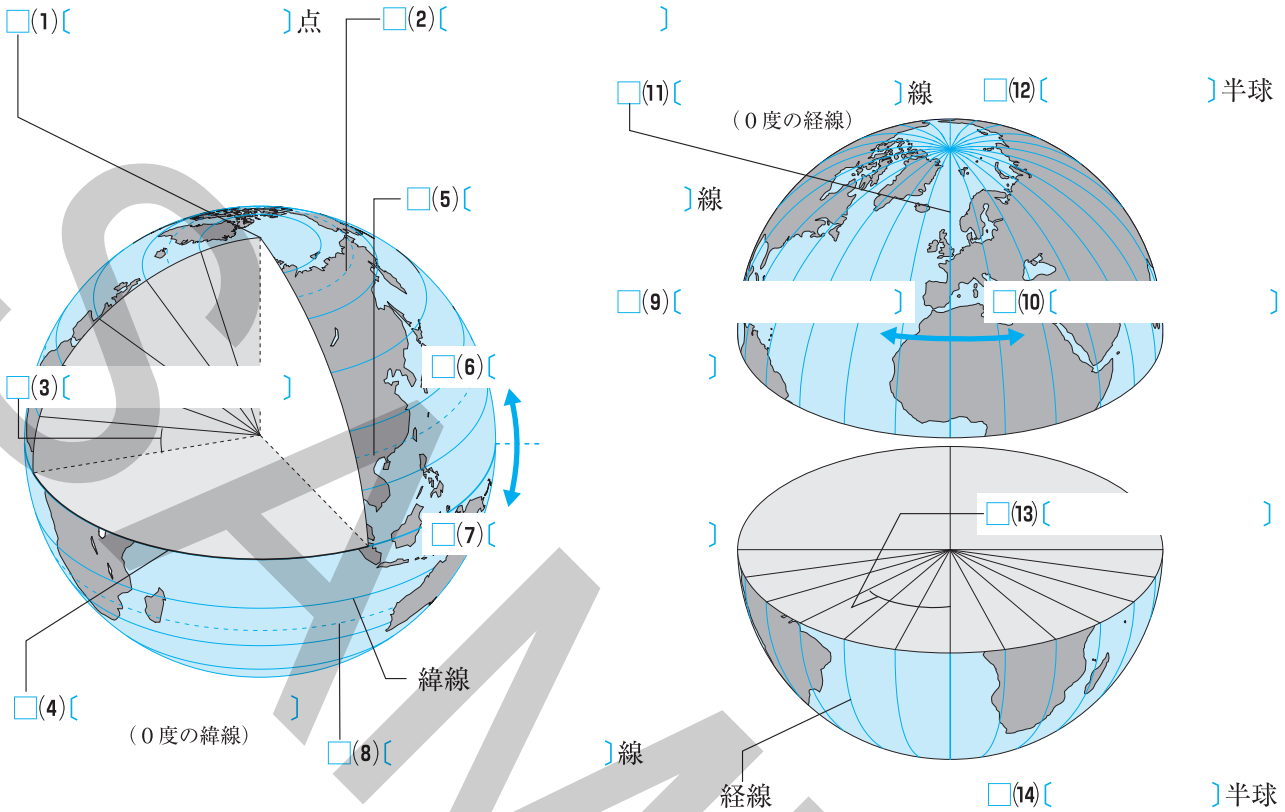 □(1)〔　　〕点
□(2)〔　　〕
□(11)〔　　〕線
(0度の経線)
□(12)〔　　〕半球
□(5)〔　　〕線
□(9)〔　　〕
□(10)〔　　〕
□(3)〔　　〕
□(6)〔　　〕
□(7)〔　　〕
□(13)〔　　〕
緯線
□(4)〔　　〕
(0度の緯線)
□(8)〔　　〕線
経線
□(14)〔　　〕半球
SAM